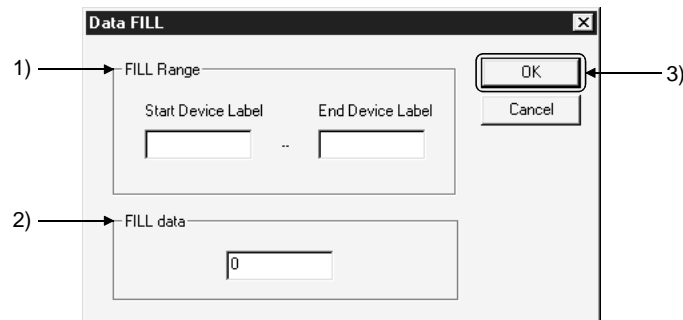 Data FILL
1) FILL Range OK 3)
Start Device Label End Device Label Cancel
--
2) FILL data
0